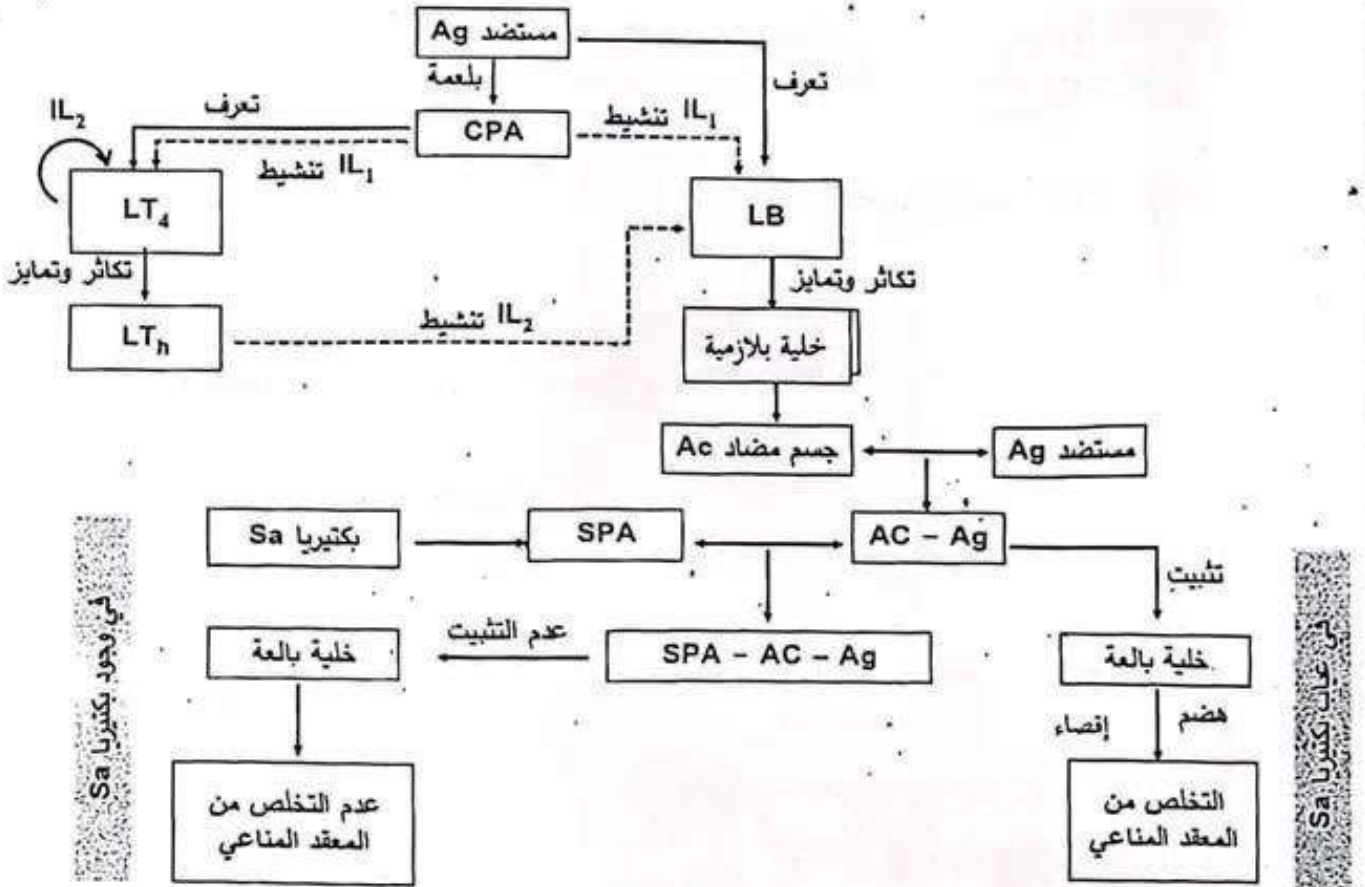 مستضد Ag
بلعمة
تعرف
تعرف
CPA
IL₁ تنشيط
IL₁ تنشيط
IL₂
LT₄
LB
تكاثر وتمايز
تكاثر وتمايز
LTₕ
IL₂ تنشيط
خلية بلازمية
جسم مضاد Ac
مستضد Ag
بكتيريا Sa
SPA
AC – Ag
تثبيت
عدم التثبيت
خلية بالعة
SPA – AC – Ag
خلية بالعة
هضم
إقصاء
عدم التخلص من
المعقد المناعي
التخلص من
المعقد المناعي
في وجود بكتيريا Sa
في غياب بكتريا Sa